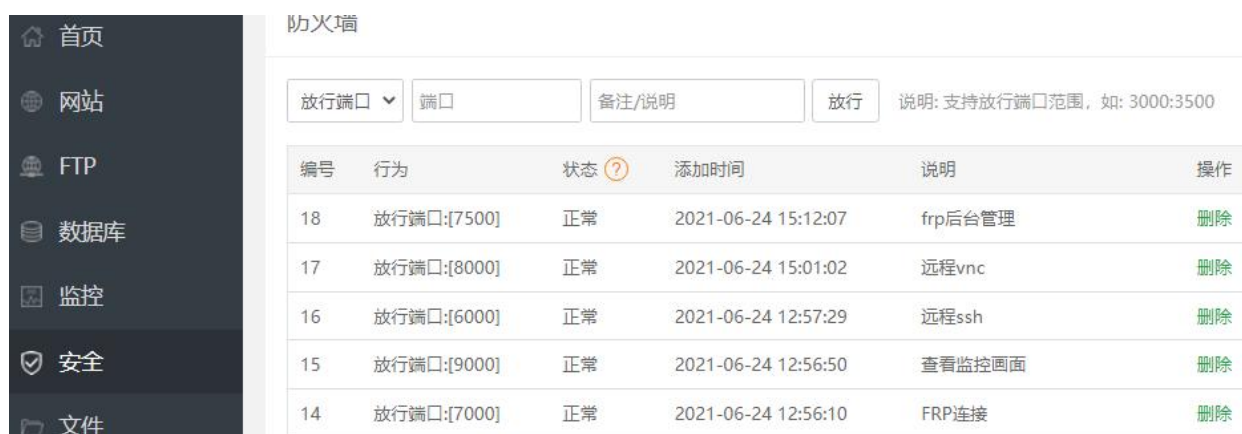 首页
网站
FTP
数据库
监控
安全
文件
防火墙
放行端口 端口 备注/说明 放行 说明: 支持放行端口范围，如: 3000:3500
编号 行为 状态 ? 添加时间 说明 操作
18 放行端口:[7500] 正常 2021-06-24 15:12:07 frp后台管理 删除
17 放行端口:[8000] 正常 2021-06-24 15:01:02 远程vnc 删除
16 放行端口:[6000] 正常 2021-06-24 12:57:29 远程ssh 删除
15 放行端口:[9000] 正常 2021-06-24 12:56:50 查看监控画面 删除
14 放行端口:[7000] 正常 2021-06-24 12:56:10 FRP连接 删除